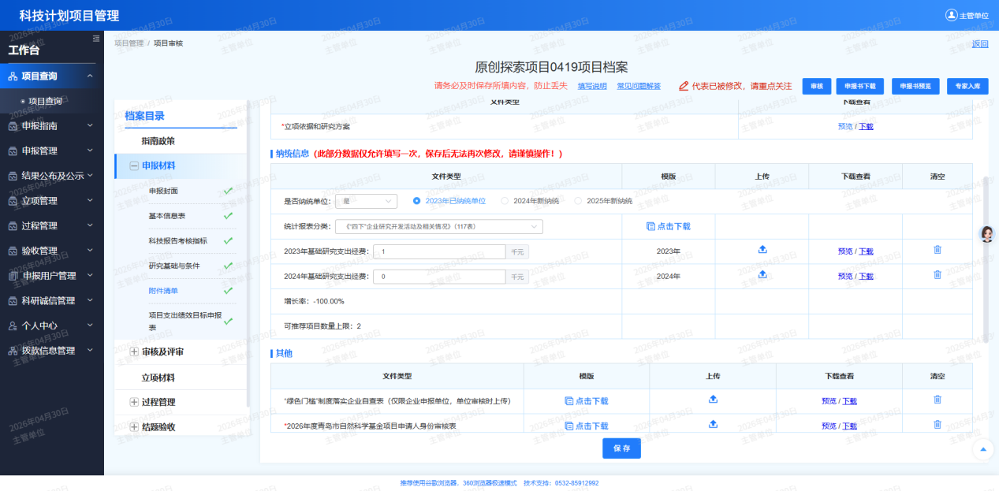 科技计划项目管理
主管单位
工作台
项目查询
项目查询
申报指南
申报管理
结果公布及公示
立项管理
过程管理
验收管理
申报用户管理
科研诚信管理
个人中心
拨款信息管理
项目管理 / 项目审核
返回
原创探索项目0419项目档案
请务必及时保存所填内容，防止丢失 填写说明 常见问题解答 代表已被修改，请重点关注 审核 申报书下载 申报书预览 专家入库
档案目录
指南政策
申报材料
申报封面
基本信息表
科技报告考核指标
研究基础与条件
附件清单
项目支出绩效目标申报
表
审核及评审
立项材料
过程管理
结题验收
文件类型 下载查看
*立项依据和研究方案 预览 / 下载
纳统信息（此部分数据仅允许填写一次，保存后无法再次修改，请谨慎操作！）
文件类型 模版 上传 下载查看 清空
是否纳统单位： 是 2023年已纳统单位 2024年新纳统 2025年新纳统
统计报表分类： 《“四下”企业研究开发活动及相关情况》（117表） 点击下载
2023年基础研究支出经费： 1 千元 2023年 预览 / 下载
2024年基础研究支出经费： 0 千元 2024年 预览 / 下载
增长率：-100.00%
可推荐项目数量上限：2
其他
文件类型 模版 上传 下载查看 清空
“绿色门槛”制度落实企业自查表（仅限企业申报单位，单位审核时上传） 点击下载 预览 / 下载
*2026年度青岛市自然科学基金项目申请人身份审核表 点击下载 预览 / 下载
保 存
推荐使用谷歌浏览器，360浏览器极速模式 技术支持：0532-85912992
2026年04月30日
主管单位